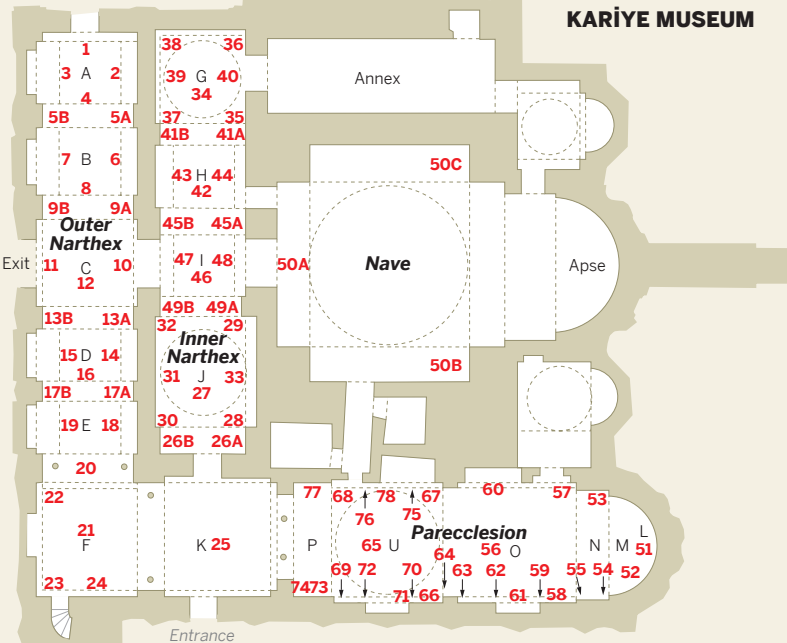 KARİYE MUSEUM
1
38
36
3 A 2
39 G 40
Annex
34
4
5B 5A
37 35
41B 41A
7 B 6
43 H 44
42
50C
8
9B 9A
Outer
Narthex
45B 45A
Exit
11 C 10
12
47 I 48
46
50A
Nave
Apse
13B 13A
49B 49A
32 29
Inner
Narthex
15 D 14
16
31 J 33
27
50B
17B 17A
30 28
19 E 18
26B 26A
20
22
77 68 78 67
60
57
53
76 75
21
F
K 25
P
65 U
Parecclesion
64
56 O
N M
L
51
69 72 70
63 62 59
55 54
52
23 24
74 73
71 66
61 58
Entrance